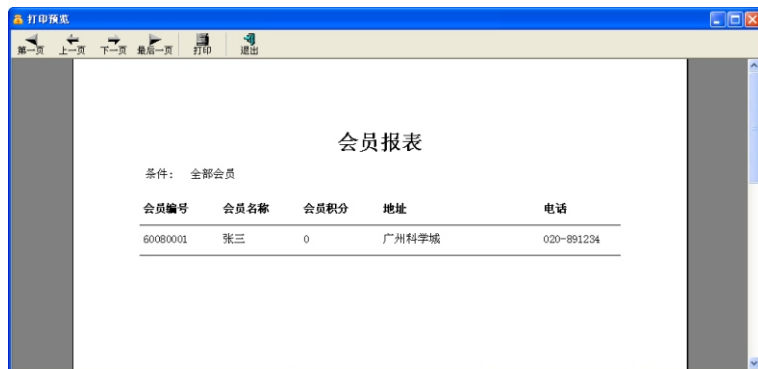 打印预览
第一页 上一页 下一页 最后一页 打印 退出
会员报表
条件: 全部会员
会员编号 会员名称 会员积分 地址 电话
60080001 张三 0 广州科学城 020-891234